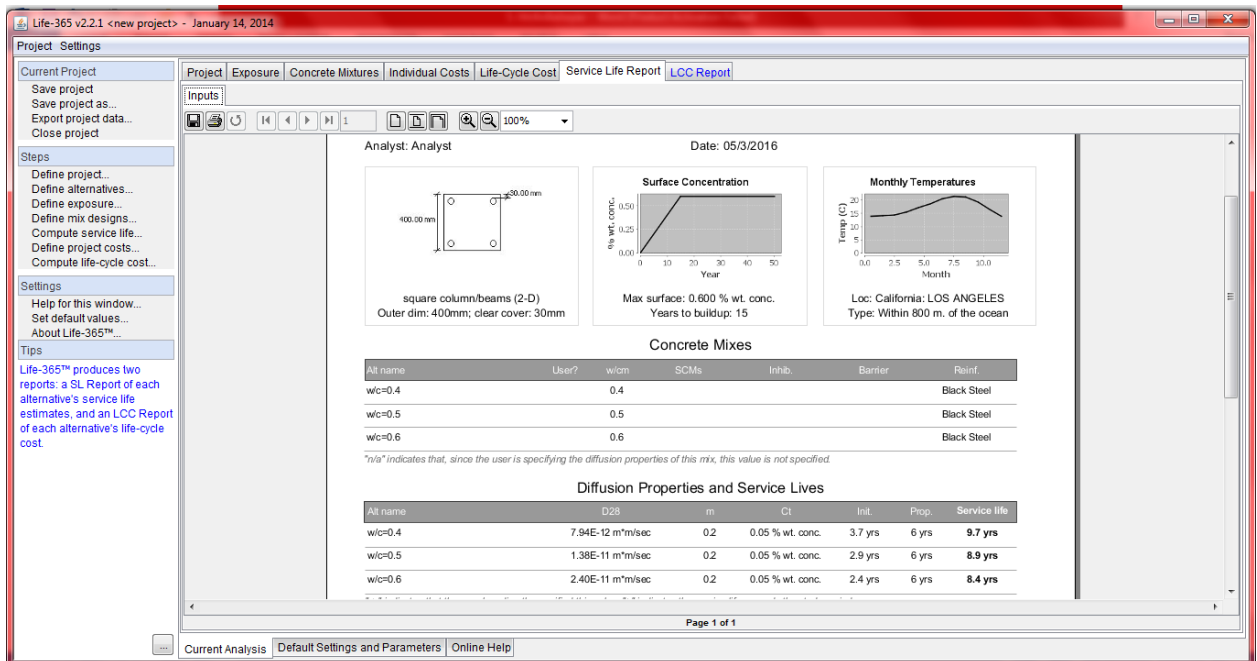 Life-365 v2.2.1 <new project> - January 14, 2014
Project Settings
Current Project
Save project
Save project as...
Export project data...
Close project
Steps
Define project...
Define alternatives...
Define exposure...
Define mix designs...
Compute service life...
Define project costs...
Compute life-cycle cost...
Settings
Help for this window...
Set default values...
About Life-365™...
Tips
Life-365™ produces two
reports: a SL Report of each
alternative's service life
estimates, and an LCC Report
of each alternative's life-cycle
cost.
...
Project Exposure Concrete Mixtures Individual Costs Life-Cycle Cost Service Life Report LCC Report
Inputs
1 100%
Analyst: Analyst Date: 05/3/2016
30.00 mm
400.00 mm
square column/beams (2-D)
Outer dim: 400mm; clear cover: 30mm
Surface Concentration
% wt. conc.
0.50
0.25
0.00
0 10 20 30 40 50
Year
Max surface: 0.600 % wt. conc.
Years to buildup: 15
Monthly Temperatures
Temp (C)
20
15
10
5
0
0.0 2.5 5.0 7.5 10.0
Month
Loc: California: LOS ANGELES
Type: Within 800 m. of the ocean
Concrete Mixes
Alt name User? w/cm SCMs Inhib. Barrier Reinf.
w/c=0.4 0.4 Black Steel
w/c=0.5 0.5 Black Steel
w/c=0.6 0.6 Black Steel
"n/a" indicates that, since the user is specifying the diffusion properties of this mix, this value is not specified.
Diffusion Properties and Service Lives
Alt name D28 m Ct Init. Prop. Service life
w/c=0.4 7.94E-12 m*m/sec 0.2 0.05 % wt. conc. 3.7 yrs 6 yrs 9.7 yrs
w/c=0.5 1.38E-11 m*m/sec 0.2 0.05 % wt. conc. 2.9 yrs 6 yrs 8.9 yrs
w/c=0.6 2.40E-11 m*m/sec 0.2 0.05 % wt. conc. 2.4 yrs 6 yrs 8.4 yrs
Page 1 of 1
Current Analysis Default Settings and Parameters Online Help